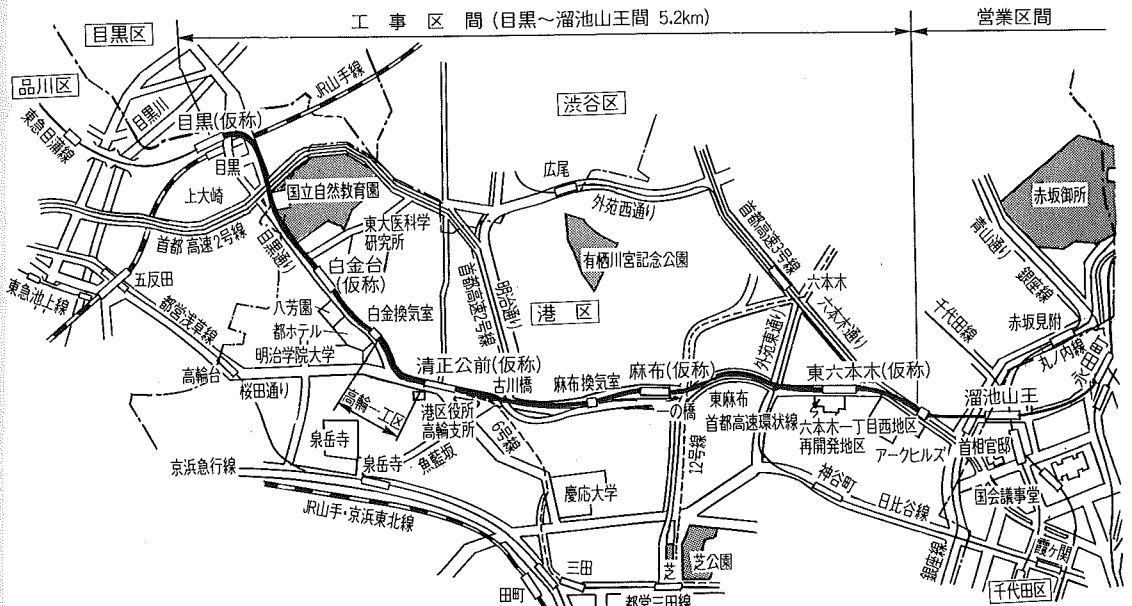 工事区間(目黒〜溜池山王間 5.2km)
営業区間
目黒区
品川区
渋谷区
港区
千代田区
東急目蒲線
目黒川
目黒(仮称)
JR山手線
目黒
上大崎
国立自然教育園
首都高速2号線
目黒通り
東大医科学
研究所
白金台
(仮称)
五反田
東急池上線
都営浅草線
八芳園
都ホテル
白金換気室
明治学院大学
高輪台
桜田通り
高輪一丁区
清正公前(仮称)
港区役所
高輪支所
古川橋
首都高速2号線
明治通り
広尾
外苑西通り
有栖川宮記念公園
首都高速3号線
六本木
六本木通り
外苑東通り
麻布換気室
麻布(仮称)
一の橋
東麻布
首都高速環状線
東六本木(仮称)
六本木一丁目西地区
再開発地区
アークヒルズ
溜池山王
首相官邸
国会議事堂
霞ヶ関
赤坂御所
青山通り
銀座線
千代田線
赤坂見附
丸ノ内線
永田町
泉岳寺
泉岳寺
魚藍坂
6号線
12号線
京浜急行線
JR山手・京浜東北線
慶応大学
神谷町
日比谷線
銀座線
芝
芝公園
三田
田町
都営三田線